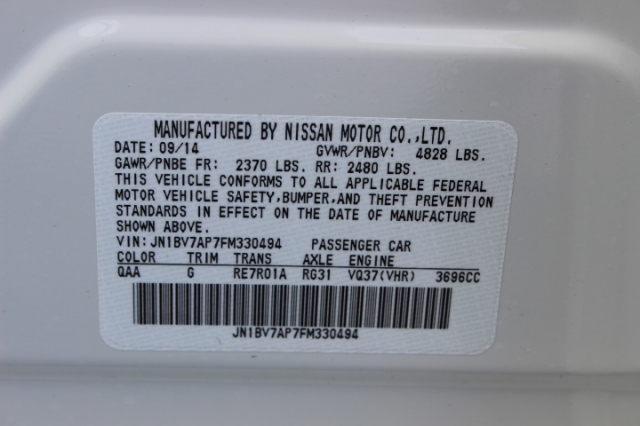 MANUFACTURED BY NISSAN MOTOR CO.,LTD.
DATE: 09/14 GVWR/PNBV: 4828 LBS.
GAWR/PNBE FR: 2370 LBS. RR: 2480 LBS.
THIS VEHICLE CONFORMS TO ALL APPLICABLE FEDERAL
MOTOR VEHICLE SAFETY, BUMPER, AND THEFT PREVENTION
STANDARDS IN EFFECT ON THE DATE OF MANUFACTURE
SHOWN ABOVE.
VIN: JN1BV7AP7FM330494 PASSENGER CAR
COLOR TRIM TRANS AXLE ENGINE
QAA G RE7R01A RG31 VQ37(VHR) 3696CC
JN1BV7AP7FM330494